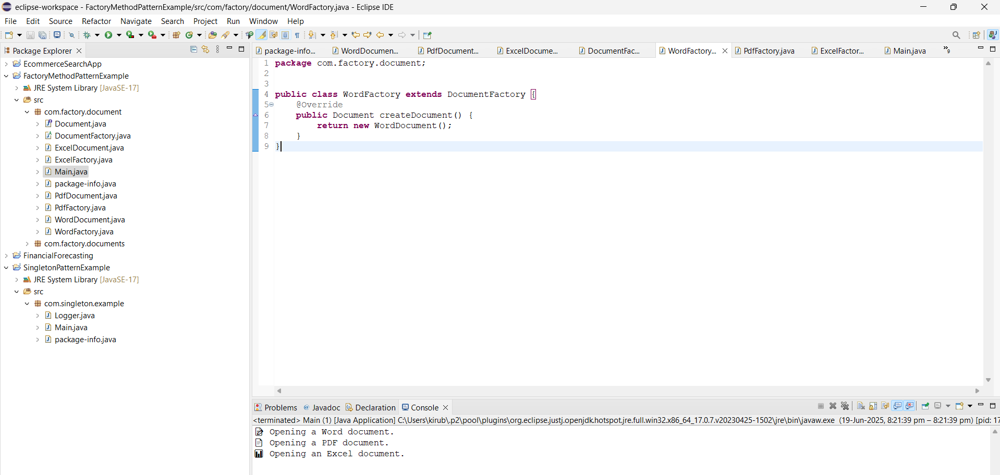 eclipse-workspace - FactoryMethodPatternExample/src/com/factory/document/WordFactory.java - Eclipse IDE
File Edit Source Refactor Navigate Search Project Run Window Help
Package Explorer
EcommerceSearchApp
FactoryMethodPatternExample
JRE System Library [JavaSE-17]
src
com.factory.document
Document.java
DocumentFactory.java
ExcelDocument.java
ExcelFactory.java
Main.java
package-info.java
PdfDocument.java
PdfFactory.java
WordDocument.java
WordFactory.java
com.factory.documents
FinancialForecasting
SingletonPatternExample
JRE System Library [JavaSE-17]
src
com.singleton.example
Logger.java
Main.java
package-info.java
package-info... WordDocumen... PdfDocument... ExcelDocume... DocumentFac... WordFactory... PdfFactory.java ExcelFactor... Main.java »9
1 package com.factory.document;
2
3
4 public class WordFactory extends DocumentFactory {
5 @Override
6 public Document createDocument() {
7 return new WordDocument();
8 }
9 }
Problems Javadoc Declaration Console
<terminated> Main (1) [Java Application] C:\Users\kirub\.p2\pool\plugins\org.eclipse.justj.openjdk.hotspot.jre.full.win32.x86_64_17.0.7.v20230425-1502\jre\bin\javaw.exe (19-Jun-2025, 8:21:39 pm – 8:21:39 pm) [pid: 17
Opening a Word document.
Opening a PDF document.
Opening an Excel document.